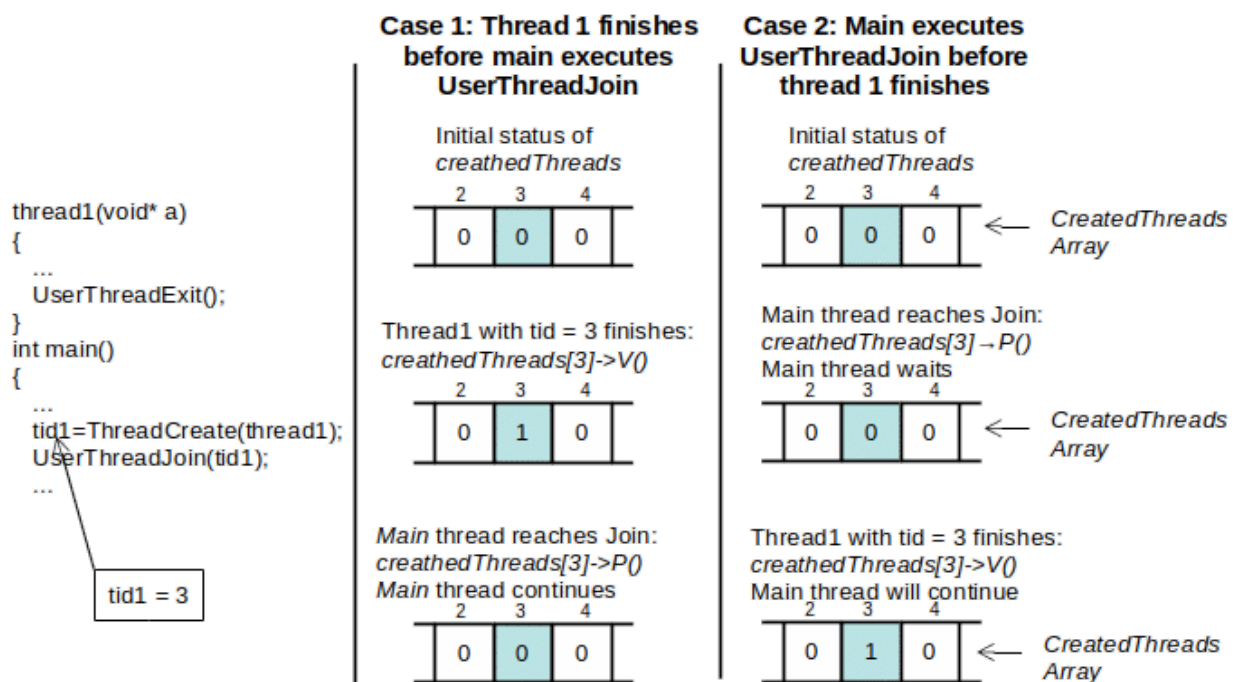 thread1(void* a)
{
...
UserThreadExit();
}
int main()
{
...
tid1=ThreadCreate(thread1);
UserThreadJoin(tid1);
...
tid1 = 3
Case 1: Thread 1 finishes
before main executes
UserThreadJoin
Initial status of
creathedThreads
2 3 4
0 0 0
Thread1 with tid = 3 finishes:
creathedThreads[3]->V()
2 3 4
0 1 0
Main thread reaches Join:
creathedThreads[3]->P()
Main thread continues
2 3 4
0 0 0
Case 2: Main executes
UserThreadJoin before
thread 1 finishes
Initial status of
creathedThreads
2 3 4
0 0 0
CreatedThreads
Array
Main thread reaches Join:
creathedThreads[3]→P()
Main thread waits
2 3 4
0 0 0
CreatedThreads
Array
Thread1 with tid = 3 finishes:
creathedThreads[3]->V()
Main thread will continue
2 3 4
0 1 0
CreatedThreads
Array